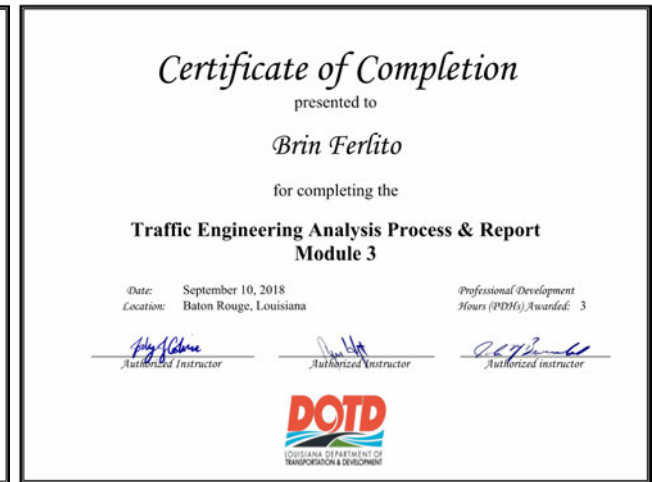 Certificate of Completion
presented to
Brin Ferlito
for completing the
Traffic Engineering Analysis Process & Report
Module 3
Date: September 10, 2018
Location: Baton Rouge, Louisiana
Professional Development
Hours (PDHs) Awarded: 3
Authorized Instructor
Authorized Instructor
Authorized instructor
DOTD
LOUISIANA DEPARTMENT OF
TRANSPORTATION & DEVELOPMENT